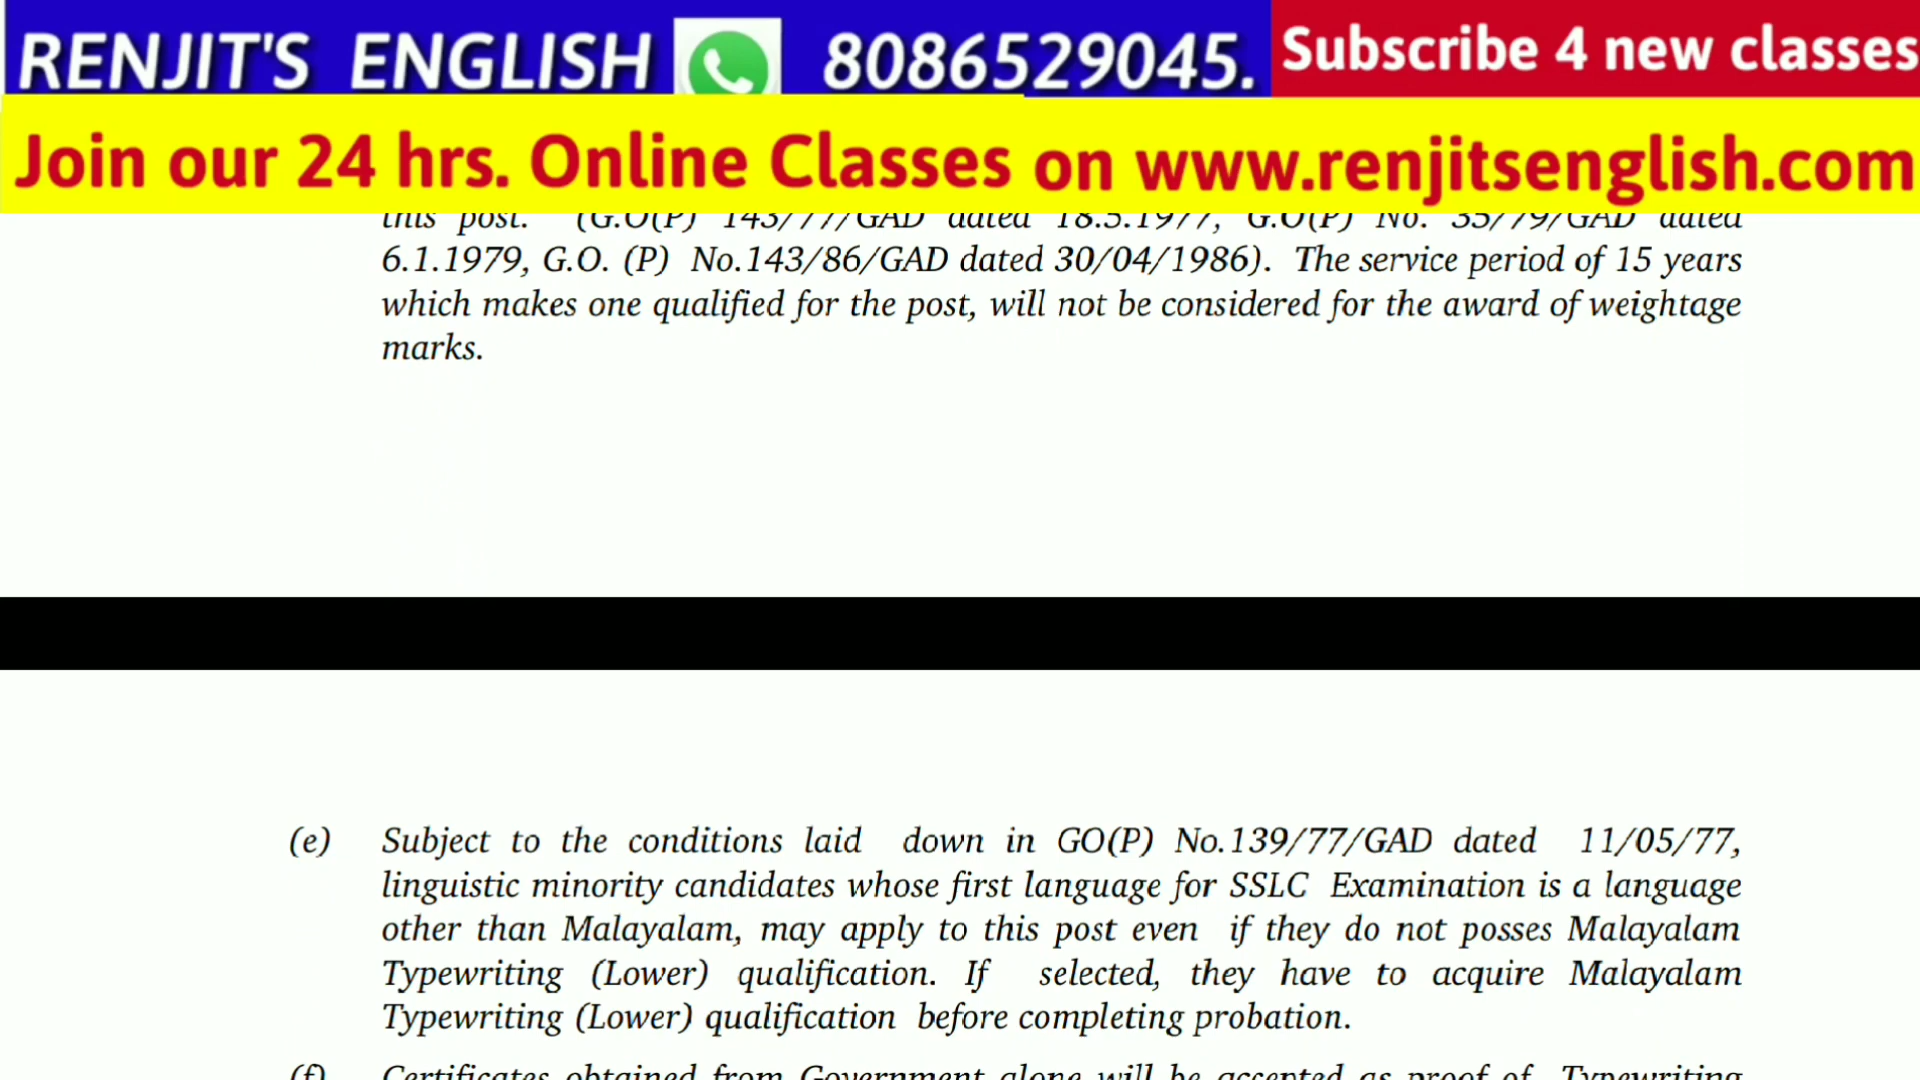 RENJIT'S ENGLISH 8086529045. Subscribe 4 new classes
Join our 24 hrs. Online Classes on www.renjitsenglish.com
this post. (G.O(P) 143/77/GAD dated 18.5.1977, G.O(P) No. 35/79/GAD dated
6.1.1979, G.O. (P) No.143/86/GAD dated 30/04/1986). The service period of 15 years
which makes one qualified for the post, will not be considered for the award of weightage
marks.
(e) Subject to the conditions laid down in GO(P) No.139/77/GAD dated 11/05/77,
linguistic minority candidates whose first language for SSLC Examination is a language
other than Malayalam, may apply to this post even if they do not posses Malayalam
Typewriting (Lower) qualification. If selected, they have to acquire Malayalam
Typewriting (Lower) qualification before completing probation.
(f) Certificates obtained from Government alone will be accepted as proof of Typewriting